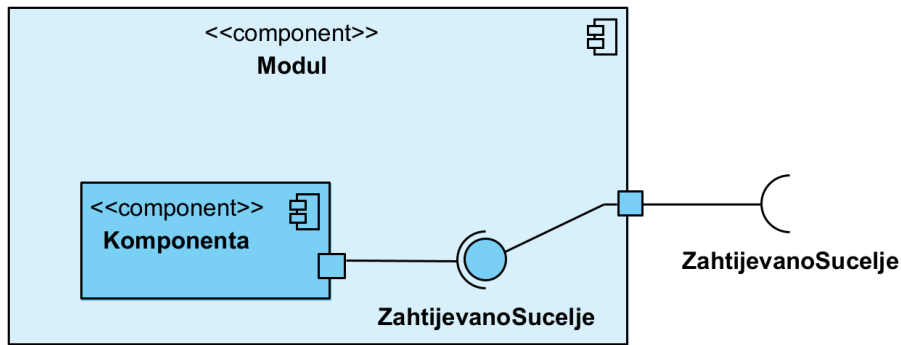 <<component>>
Modul
<<component>>
Komponenta
ZahtijevanoSucelje
ZahtijevanoSucelje